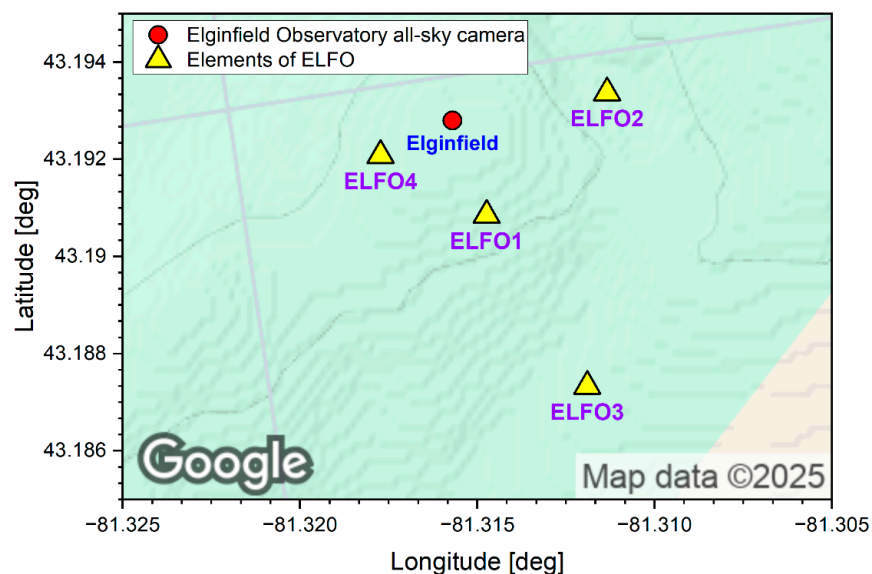 Elginfield Observatory all-sky camera
Elements of ELFO
43.194
43.192
43.19
43.188
43.186
Latitude [deg]
ELFO2
Elginfield
ELFO4
ELFO1
ELFO3
Google
Map data ©2025
−81.325
−81.320
−81.315
−81.310
−81.305
Longitude [deg]